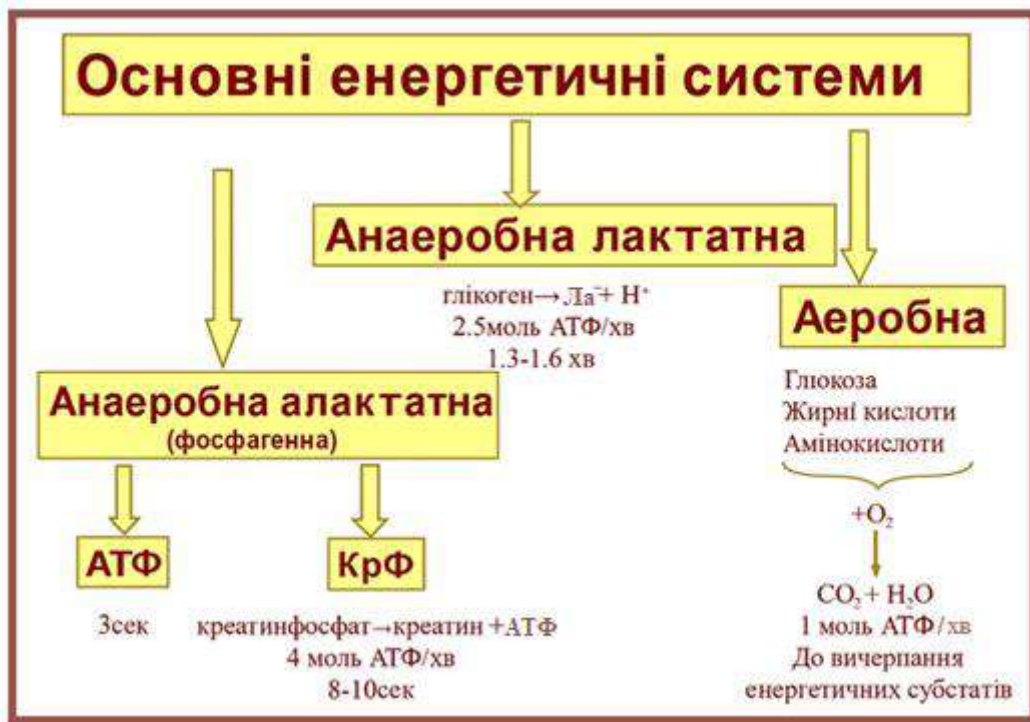 Основні енергетичні системи
Анаеробна лактатна
глікоген→Ла⁻+ H⁺
2.5моль АТФ/хв
1.3-1.6 хв
Аеробна
Глюкоза
Жирні кислоти
Амінокислоти
+O₂
CO₂ + H₂O
1 моль АТФ/хв
До вичерпання
енергетичних субстатів
Анаеробна алактатна
(фосфагенна)
АТФ
3сек
КрФ
креатинфосфат→креатин +АТФ
4 моль АТФ/хв
8-10сек